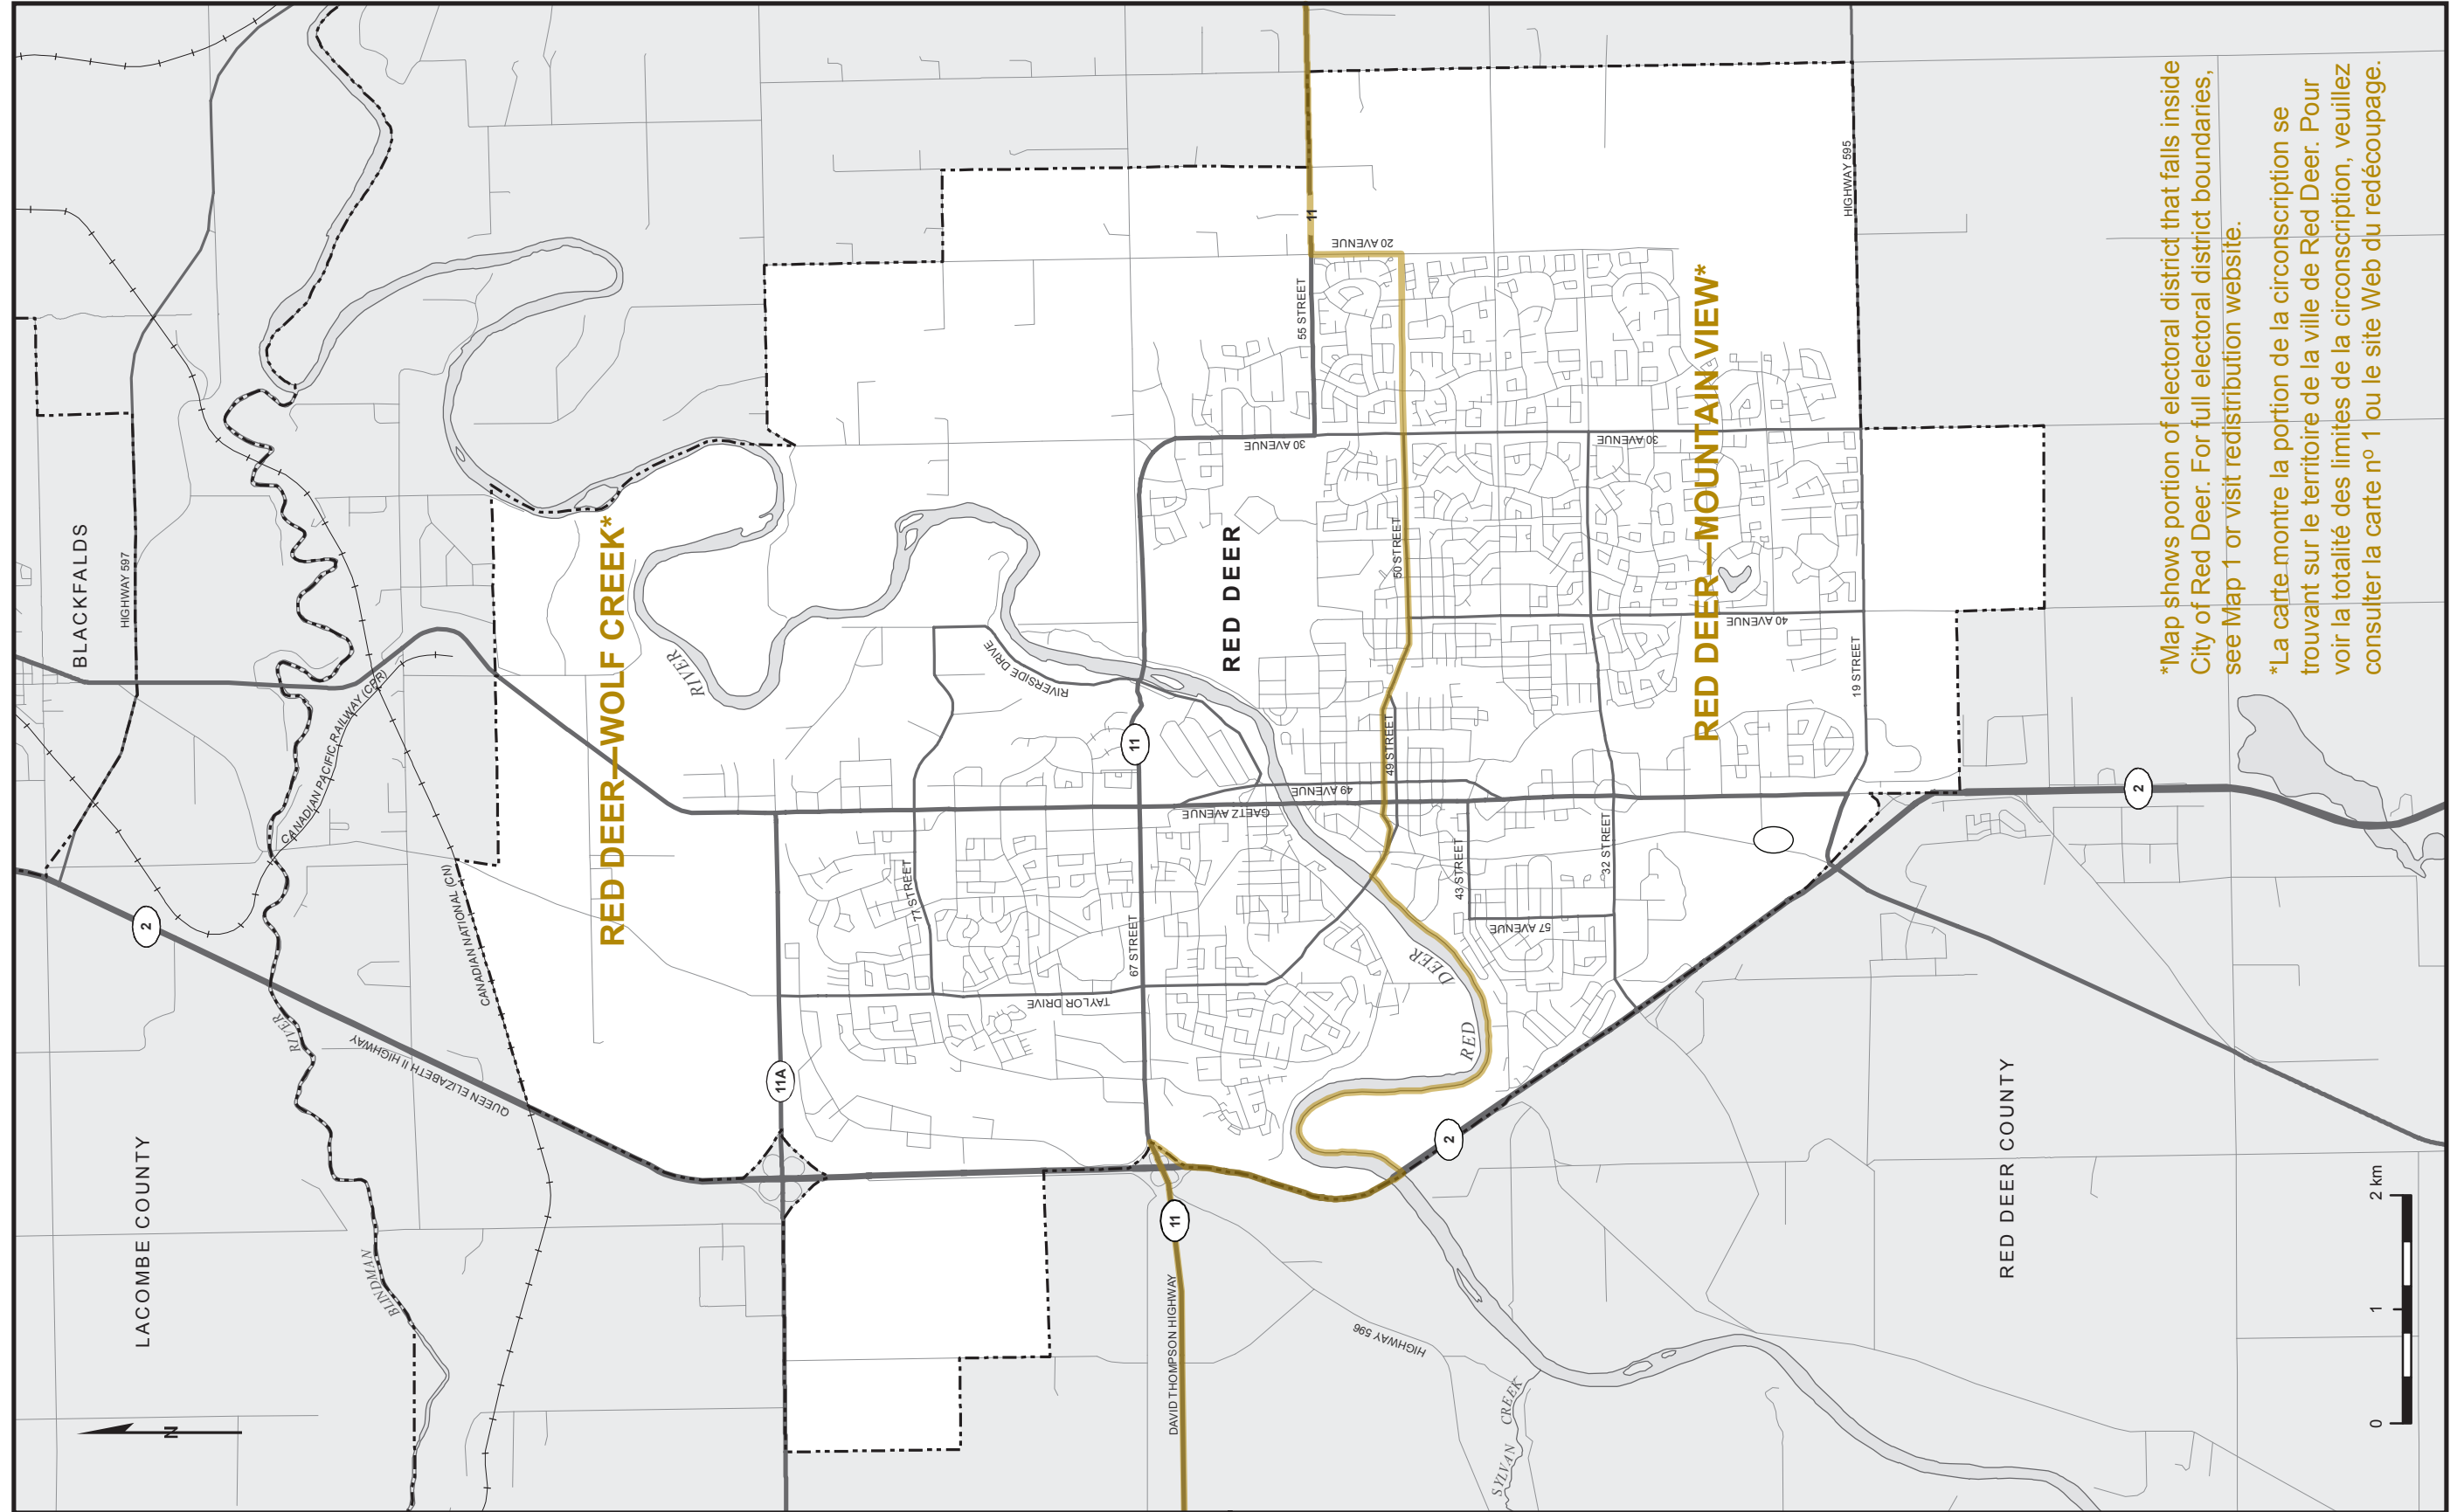 LACOMBE COUNTY
BLACKFALDS
HIGHWAY 597
2
CANADIAN PACIFIC RAILWAY (CPR)
RIVER
BLINDMAN
QUEEN ELIZABETH II HIGHWAY
CANADIAN NATIONAL (CN)
RED DEER—WOLF CREEK*
RIVER
11A
77 STREET
TAYLOR DRIVE
RIVERSIDE DRIVE
67 STREET
11
GAETZ AVENUE
49 AVENUE
RED DEER
30 AVENUE
55 STREET
11
20 AVENUE
DAVID THOMPSON HIGHWAY
11
HIGHWAY 596
SYLVAN CREEK
RED
DEER
49 STREET
50 STREET
43 STREET
57 AVENUE
32 STREET
2
30 AVENUE
RED DEER—MOUNTAIN VIEW*
40 AVENUE
19 STREET
HIGHWAY 595
2
RED DEER COUNTY
*Map shows portion of electoral district that falls inside
City of Red Deer. For full electoral district boundaries,
see Map 1 or visit redistribution website.
*La carte montre la portion de la circonscription se
trouvant sur le territoire de la ville de Red Deer. Pour
voir la totalité des limites de la circonscription, veuillez
consulter la carte nº 1 ou le site Web du redécoupage.
N
0 1 2 km